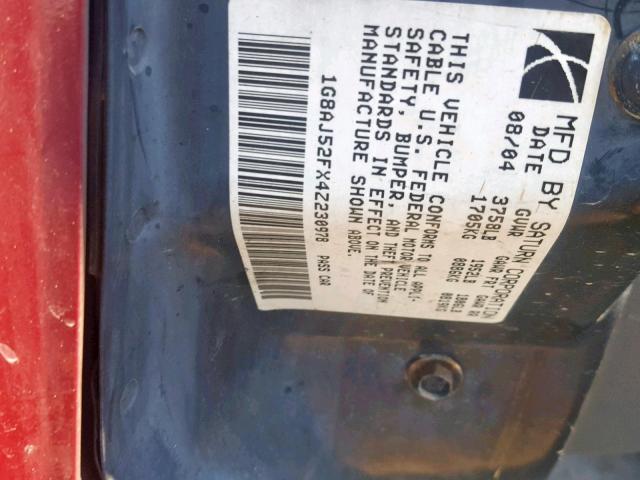 MFD BY SATURN CORPORATION
DATE GVWR GAWR FRT GAWR RR
08/04 3758LB 1952LB 1806LB
1705KG 0886KG 0819KG
THIS VEHICLE CONFORMS TO ALL APPLI-
CABLE U.S. FEDERAL MOTOR VEHICLE
SAFETY, BUMPER, AND THEFT PREVENTION
STANDARDS IN EFFECT ON THE DATE OF
MANUFACTURE SHOWN ABOVE.
1G8AJ52FX4Z230978 PASS CAR